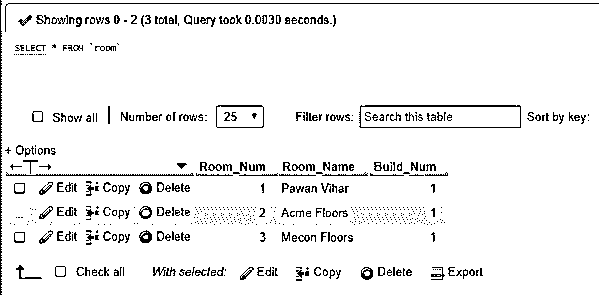 Showing rows 0 - 2 (3 total, Query took 0.0030 seconds.)
SELECT * FROM `room`
Show all | Number of rows: 25 Filter rows: Search this table Sort by key:
+ Options
←T→ Room_Num Room_Name Build_Num
Edit Copy Delete 1 Pawan Vihar 1
Edit Copy Delete 2 Acme Floors 1
Edit Copy Delete 3 Mecon Floors 1
Check all With selected: Edit Copy Delete Export